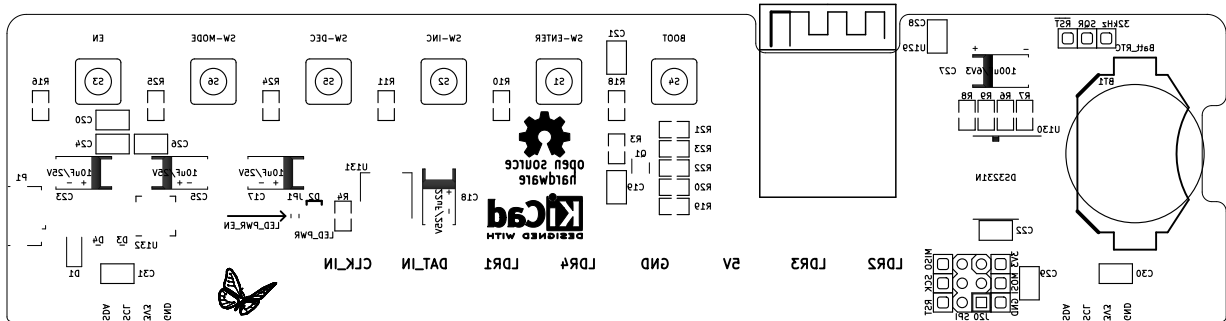 EN
SW-MODE
SW-DEC
SW-INC
SW-ENTER
BOOT
C21
C28
U129
RST SQR 32kHz
Batt_RTC
+ -
C27 100u/6V3
BT1
R16
S3
R25
S6
R24
S5
R11
S2
R10
S1
R18
S4
R8 R9 R6 R7
U130
C20
C24
C26
R3
Q1
R21
R23
R22
R20
R19
open source
hardware
KiCad
DESIGNED WITH
U131
P1
10uF/25V
10uF/25V
10uF/25V
C23
C25
C17
JP1
D2
R4
22uF/25V
C18
C19
DS3231N
LED_PWR_EN
LED_PWR
D4 D3 U132
C22
D1
C31
CLK_IN
DAT_IN
LDR1
LDR4
GND
5V
LDR3
LDR2
MISO SCK RST
3V3 MOSI GND
J20 SPI
C29
C30
SDA
SCL
3V3
GND
SDA
SCL
3V3
GND